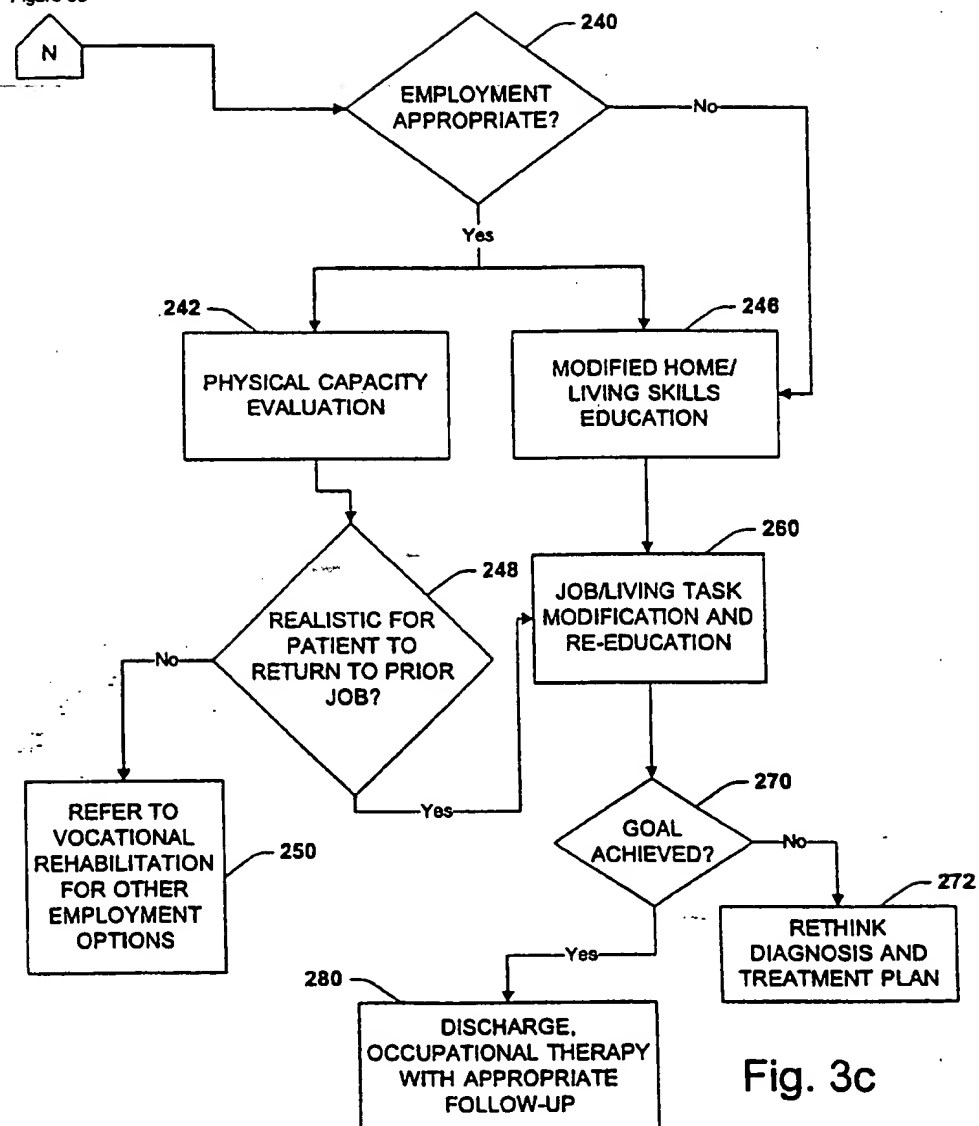 N
240
EMPLOYMENT
APPROPRIATE?
No
Yes
242
246
PHYSICAL CAPACITY
EVALUATION
MODIFIED HOME/
LIVING SKILLS
EDUCATION
260
248
JOB/LIVING TASK
MODIFICATION AND
RE-EDUCATION
REALISTIC FOR
PATIENT TO
RETURN TO PRIOR
JOB?
No
Yes
270
GOAL
ACHIEVED?
No
REFER TO
VOCATIONAL
REHABILITATION
FOR OTHER
EMPLOYMENT
OPTIONS
250
272
RETHINK
DIAGNOSIS AND
TREATMENT PLAN
Yes
280
DISCHARGE,
OCCUPATIONAL THERAPY
WITH APPROPRIATE
FOLLOW-UP
Fig. 3c